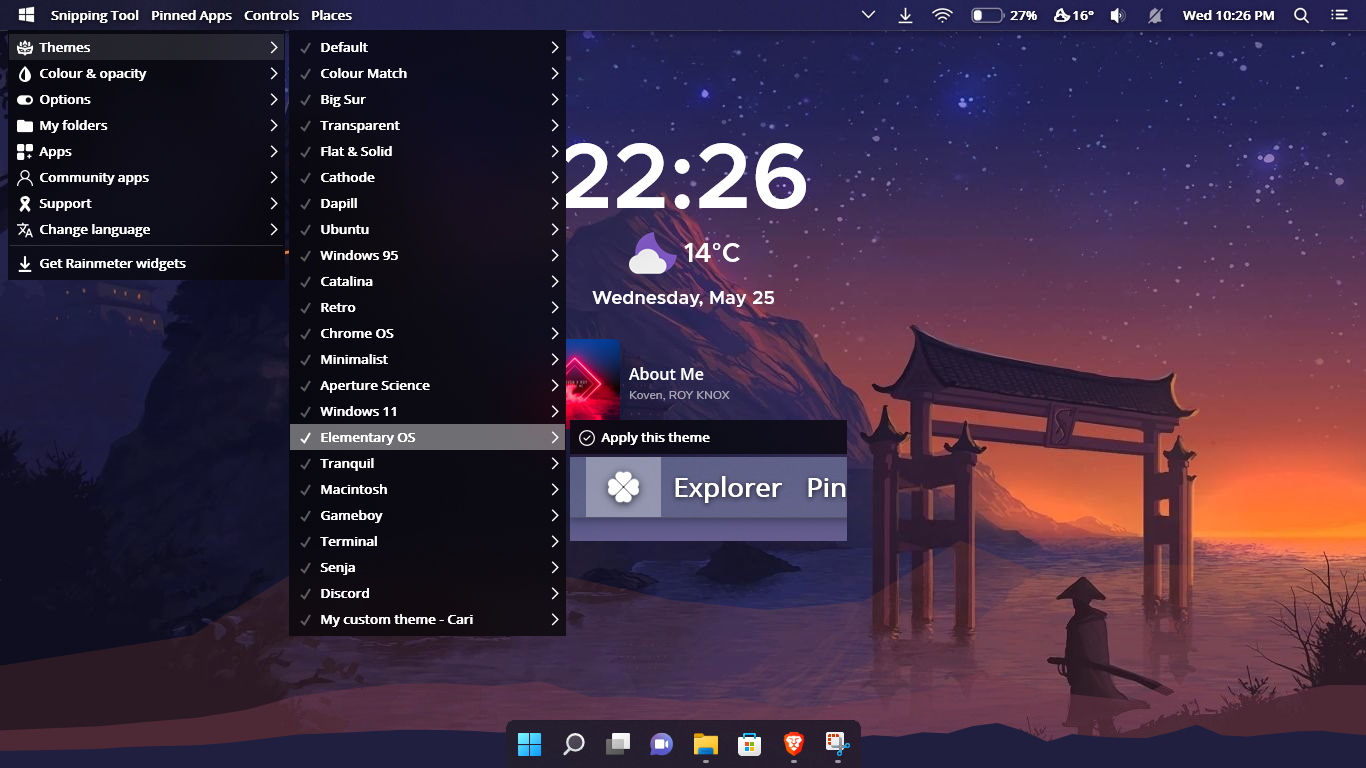 Snipping Tool Pinned Apps Controls Places 27% 16° Wed 10:26 PM
Themes
Colour & opacity
Options
My folders
Apps
Community apps
Support
Change language
Get Rainmeter widgets
Default
Colour Match
Big Sur
Transparent
Flat & Solid
Cathode
Dapill
Ubuntu
Windows 95
Catalina
Retro
Chrome OS
Minimalist
Aperture Science
Windows 11
Elementary OS
Tranquil
Macintosh
Gameboy
Terminal
Senja
Discord
My custom theme - Cari
Apply this theme
Explorer Pin
22:26
14°C
Wednesday, May 25
About Me
Koven, ROY KNOX